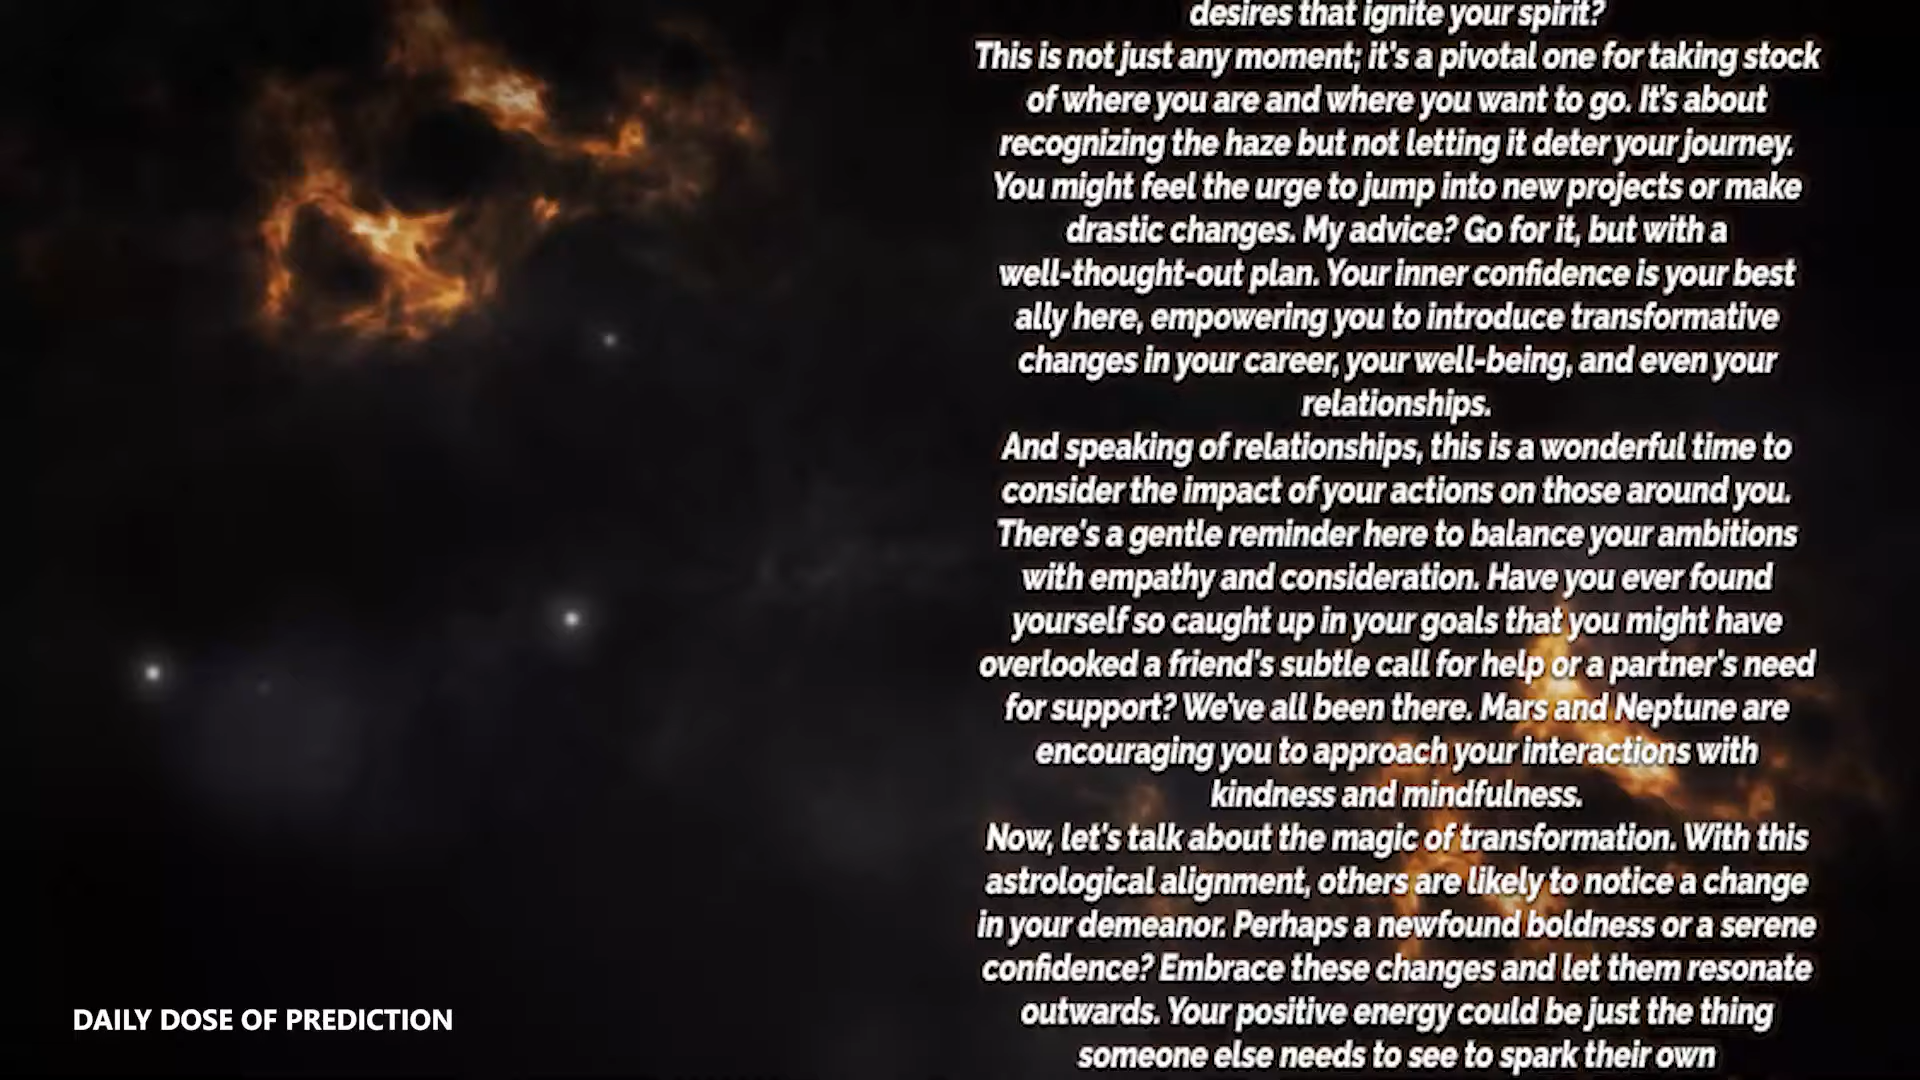 desires that ignite your spirit?
This is not just any moment; it's a pivotal one for taking stock
of where you are and where you want to go. It's about
recognizing the haze but not letting it deter your journey.
You might feel the urge to jump into new projects or make
drastic changes. My advice? Go for it, but with a
well-thought-out plan. Your inner confidence is your best
ally here, empowering you to introduce transformative
changes in your career, your well-being, and even your
relationships.
And speaking of relationships, this is a wonderful time to
consider the impact of your actions on those around you.
There's a gentle reminder here to balance your ambitions
with empathy and consideration. Have you ever found
yourself so caught up in your goals that you might have
overlooked a friend's subtle call for help or a partner's need
for support? We've all been there. Mars and Neptune are
encouraging you to approach your interactions with
kindness and mindfulness.
Now, let's talk about the magic of transformation. With this
astrological alignment, others are likely to notice a change
in your demeanor. Perhaps a newfound boldness or a serene
confidence? Embrace these changes and let them resonate
outwards. Your positive energy could be just the thing
someone else needs to see to spark their own
DAILY DOSE OF PREDICTION